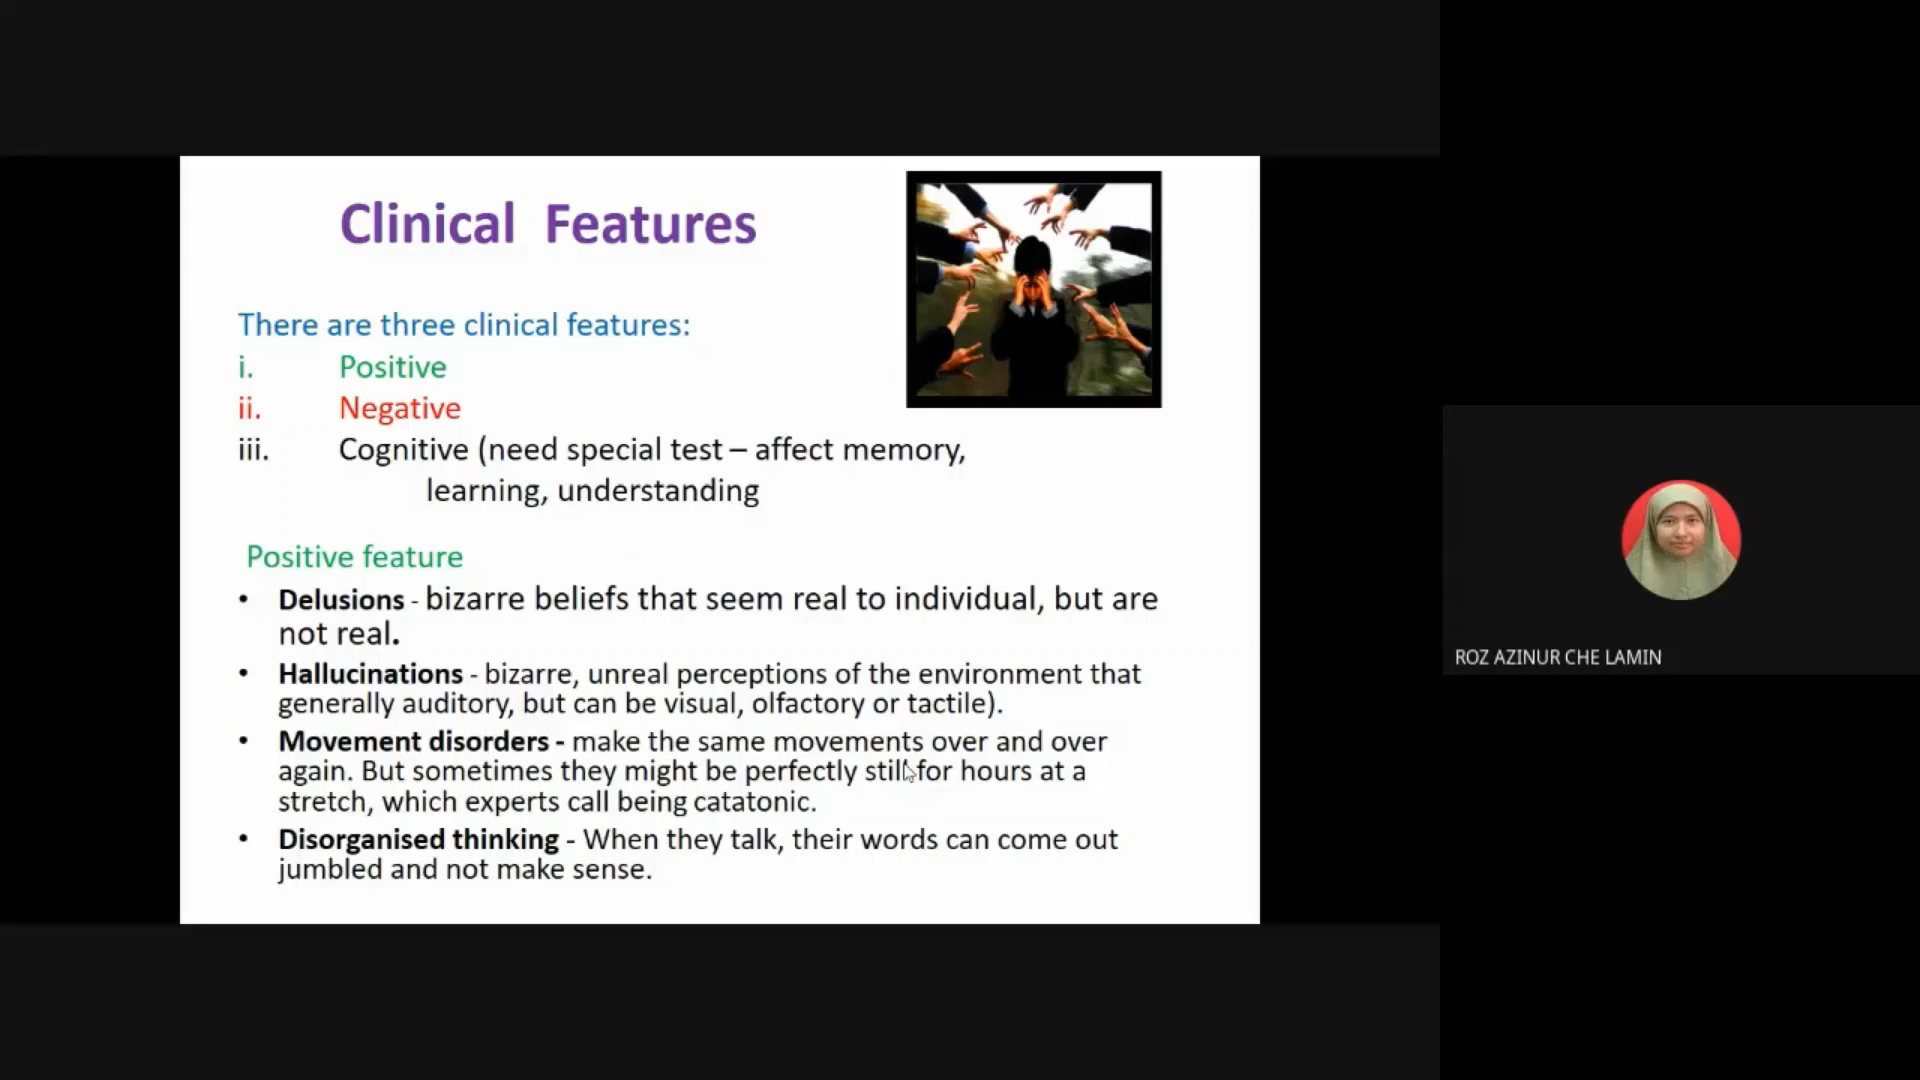 Clinical Features
There are three clinical features:
i. Positive
ii. Negative
iii. Cognitive (need special test – affect memory,
learning, understanding
Positive feature
• Delusions - bizarre beliefs that seem real to individual, but are
not real.
• Hallucinations - bizarre, unreal perceptions of the environment that
generally auditory, but can be visual, olfactory or tactile).
• Movement disorders - make the same movements over and over
again. But sometimes they might be perfectly still for hours at a
stretch, which experts call being catatonic.
• Disorganised thinking - When they talk, their words can come out
jumbled and not make sense.
ROZ AZINUR CHE LAMIN